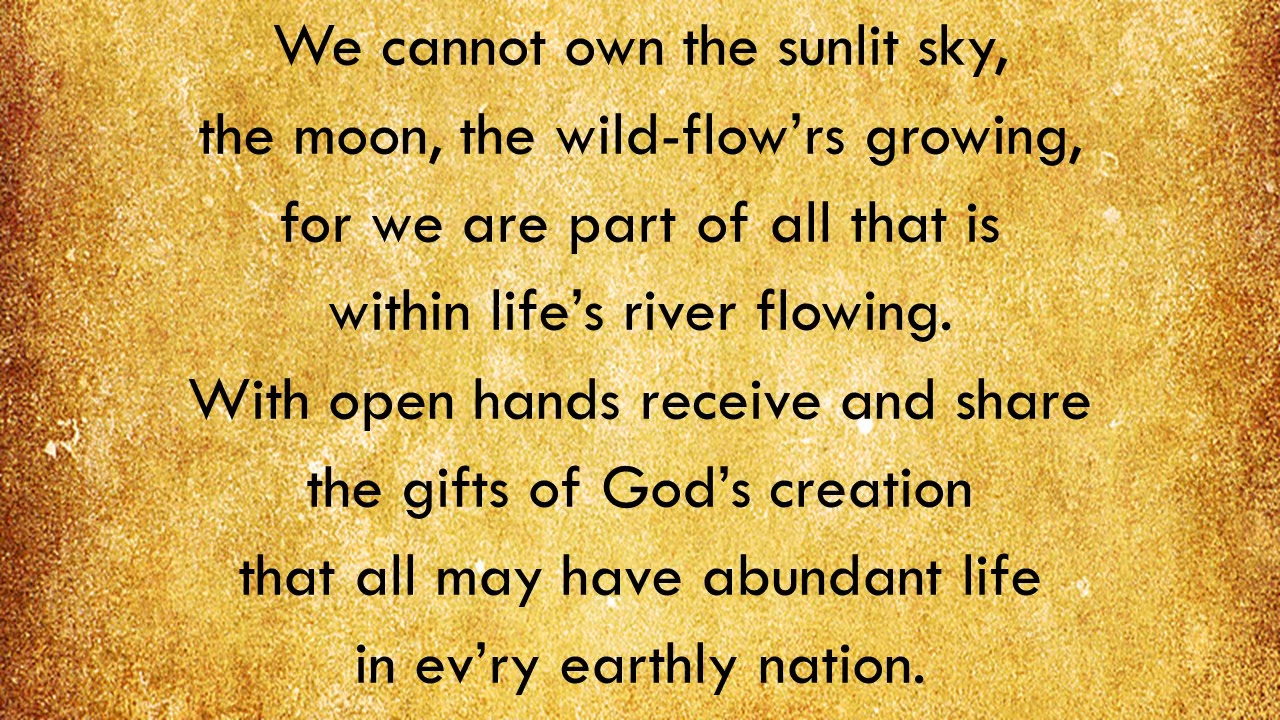 We cannot own the sunlit sky,
the moon, the wild-flow’rs growing,
for we are part of all that is
within life’s river flowing.
With open hands receive and share
the gifts of God’s creation
that all may have abundant life
in ev’ry earthly nation.